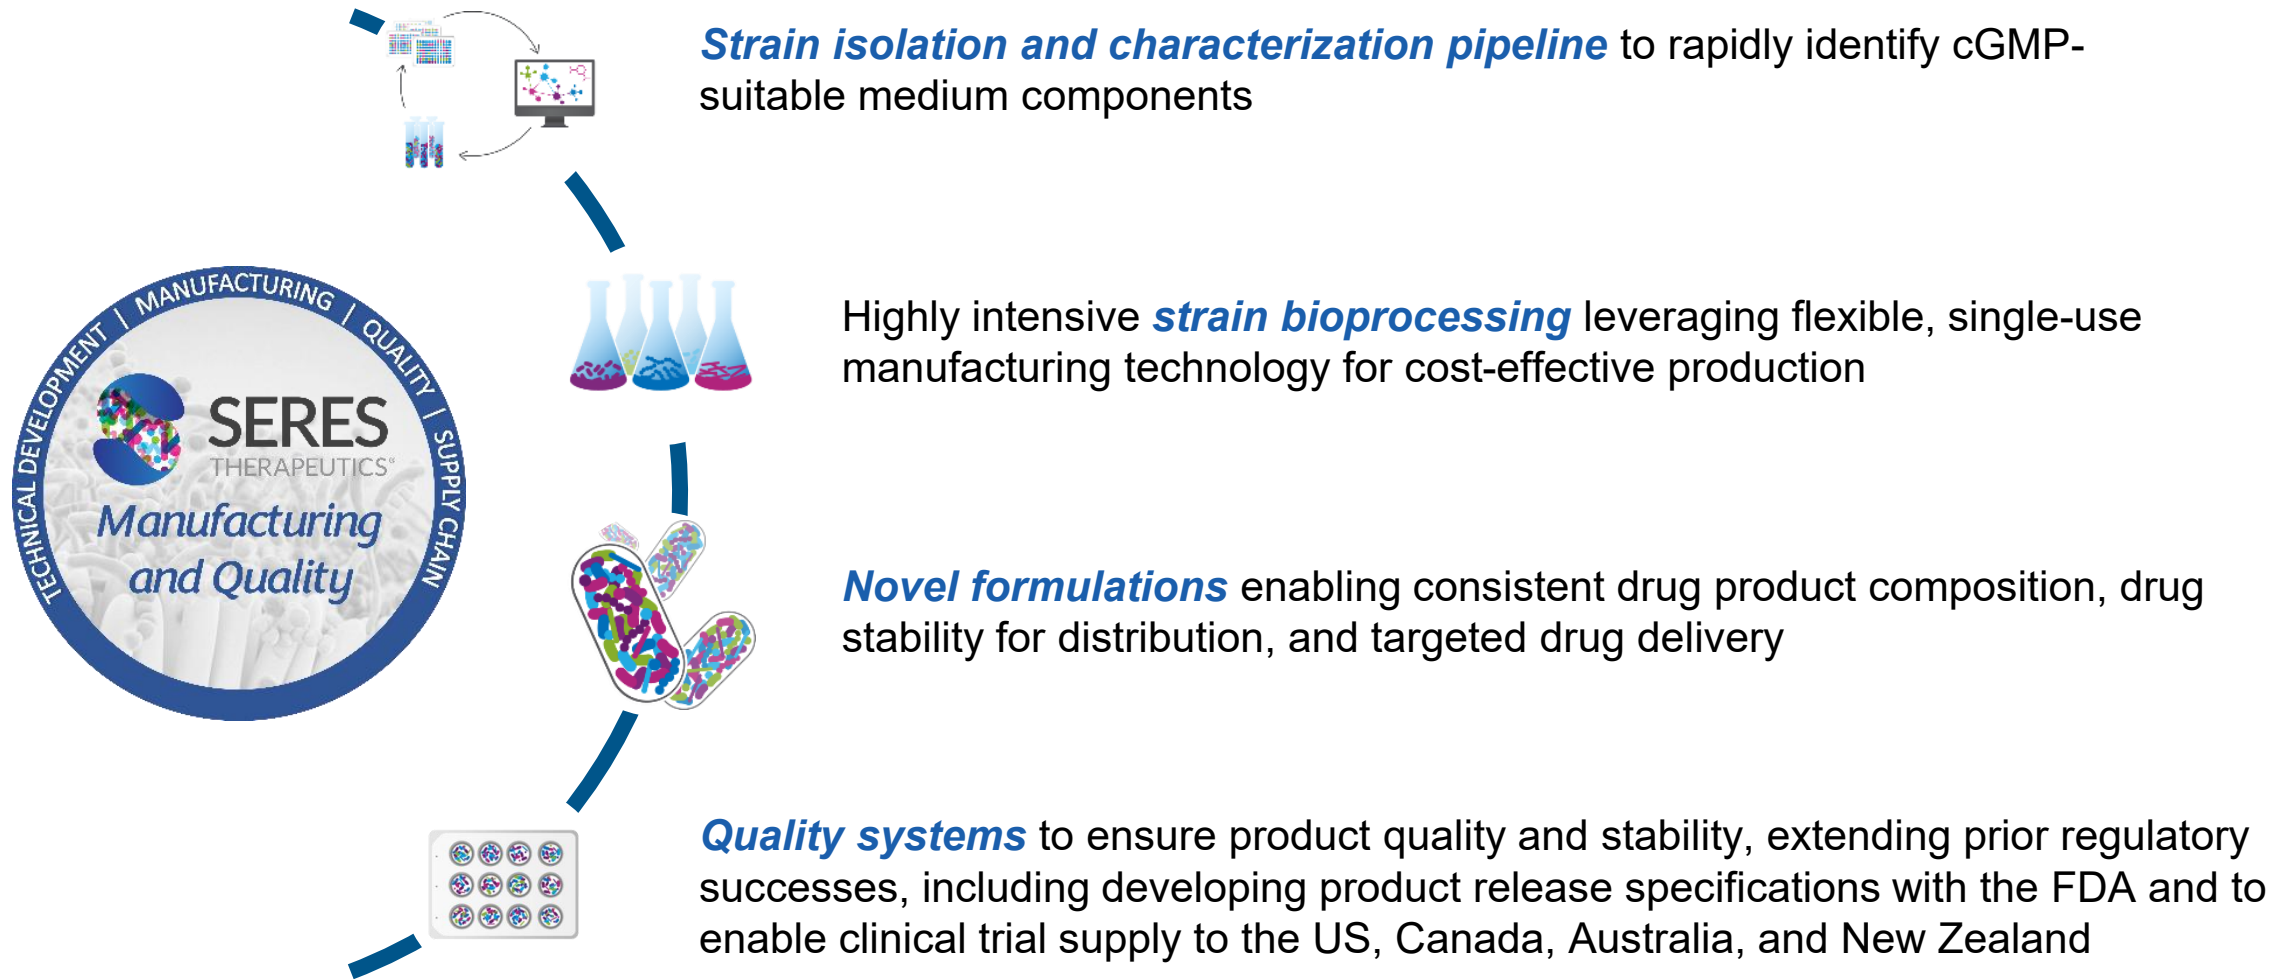 Strain isolation and characterization pipeline to rapidly identify cGMP-
suitable medium components
TECHNICAL DEVELOPMENT | MANUFACTURING | QUALITY | SUPPLY CHAIN
SERES
THERAPEUTICS®
Manufacturing
and Quality
Highly intensive strain bioprocessing leveraging flexible, single-use
manufacturing technology for cost-effective production
Novel formulations enabling consistent drug product composition, drug
stability for distribution, and targeted drug delivery
Quality systems to ensure product quality and stability, extending prior regulatory
successes, including developing product release specifications with the FDA and to
enable clinical trial supply to the US, Canada, Australia, and New Zealand